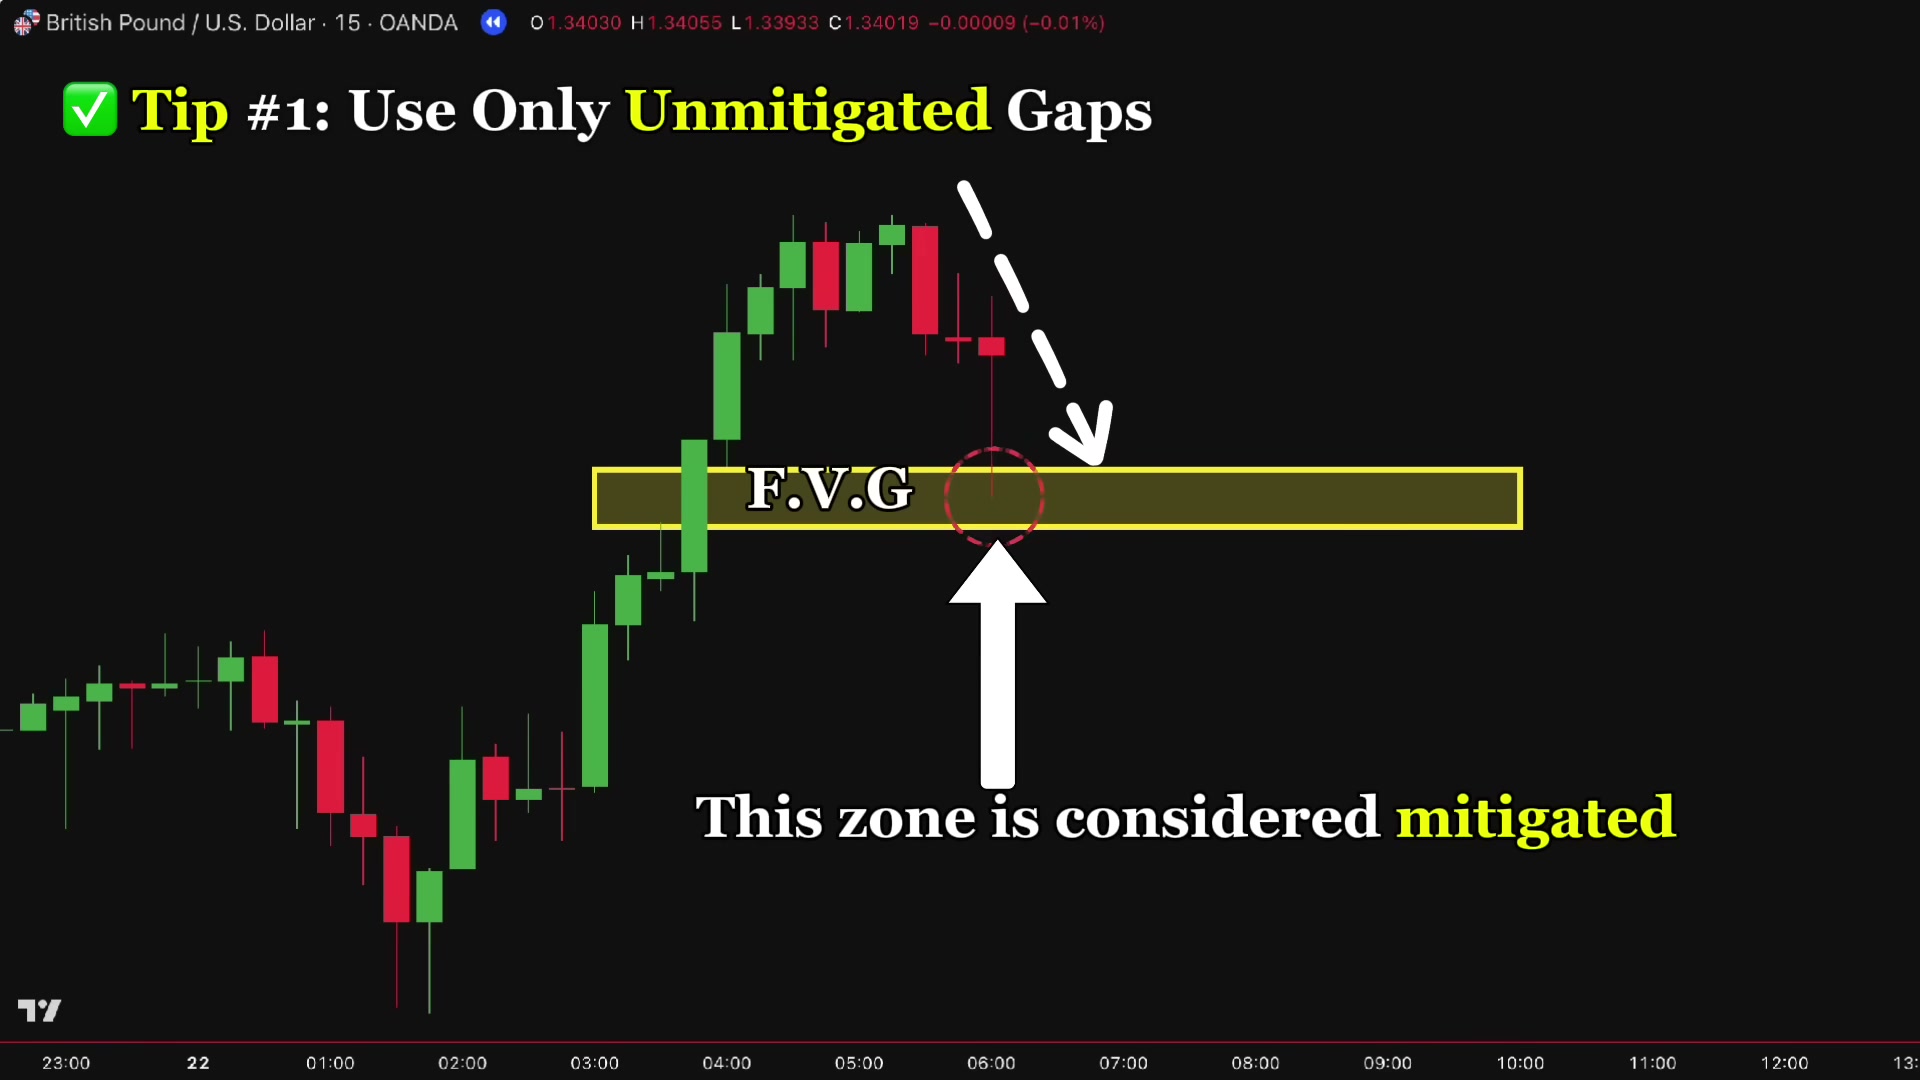 British Pound / U.S. Dollar · 15 · OANDA O1.34030 H1.34055 L1.33933 C1.34019 −0.00009 (−0.01%)
✅ Tip #1: Use Only Unmitigated Gaps
F.V.G
This zone is considered mitigated
23:00 22 01:00 02:00 03:00 04:00 05:00 06:00 07:00 08:00 09:00 10:00 11:00 12:00 13: